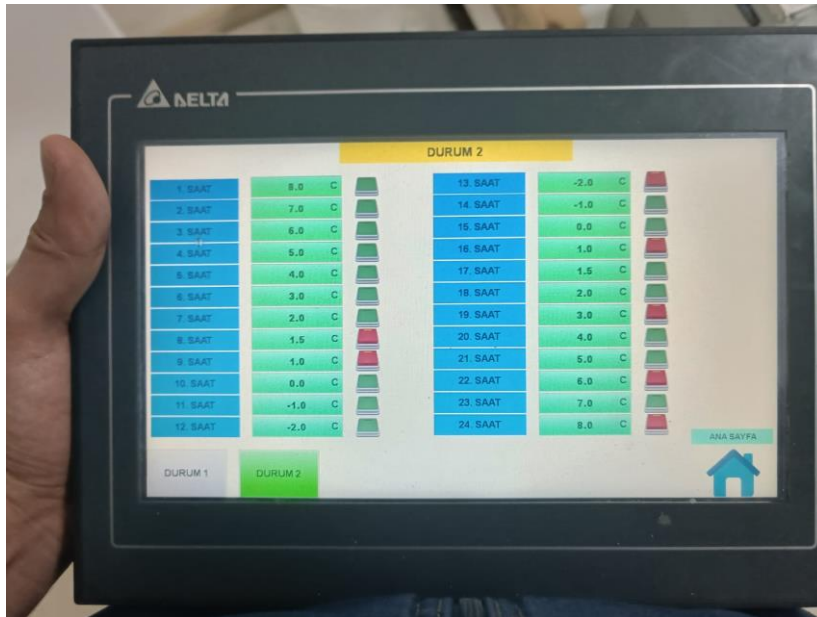 DELTA
DURUM 2
1. SAAT 8.0 C
2. SAAT 7.0 C
3. SAAT 6.0 C
4. SAAT 5.0 C
5. SAAT 4.0 C
6. SAAT 3.0 C
7. SAAT 2.0 C
8. SAAT 1.5 C
9. SAAT 1.0 C
10. SAAT 0.0 C
11. SAAT -1.0 C
12. SAAT -2.0 C
13. SAAT -2.0 C
14. SAAT -1.0 C
15. SAAT 0.0 C
16. SAAT 1.0 C
17. SAAT 1.5 C
18. SAAT 2.0 C
19. SAAT 3.0 C
20. SAAT 4.0 C
21. SAAT 5.0 C
22. SAAT 6.0 C
23. SAAT 7.0 C
24. SAAT 8.0 C
ANA SAYFA
DURUM 1
DURUM 2